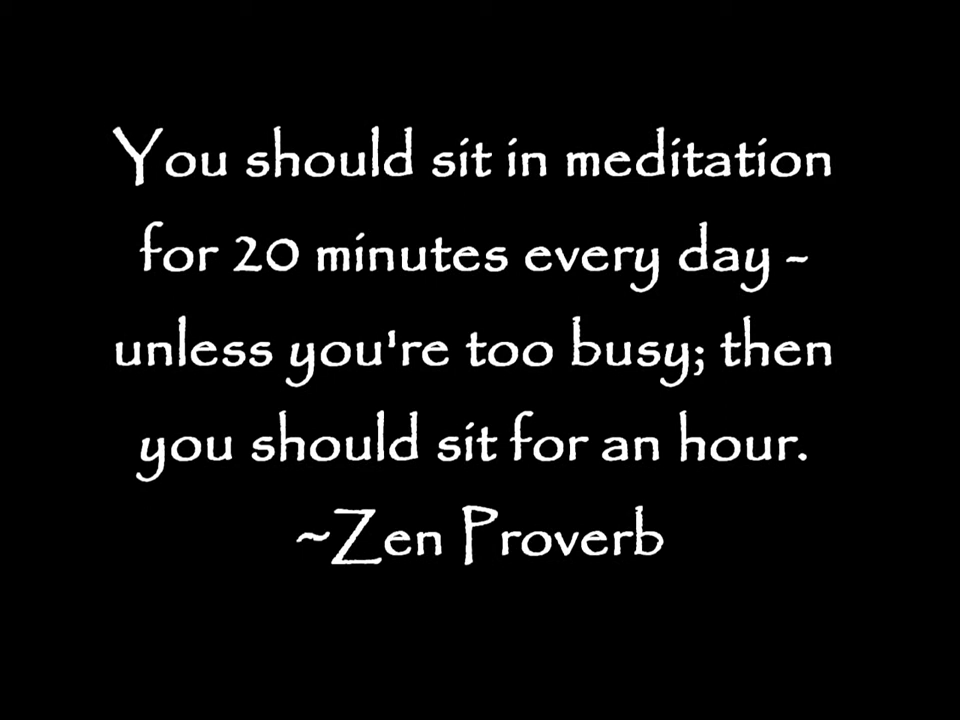 You should sit in meditation
for 20 minutes every day -
unless you're too busy; then
you should sit for an hour.
~Zen Proverb